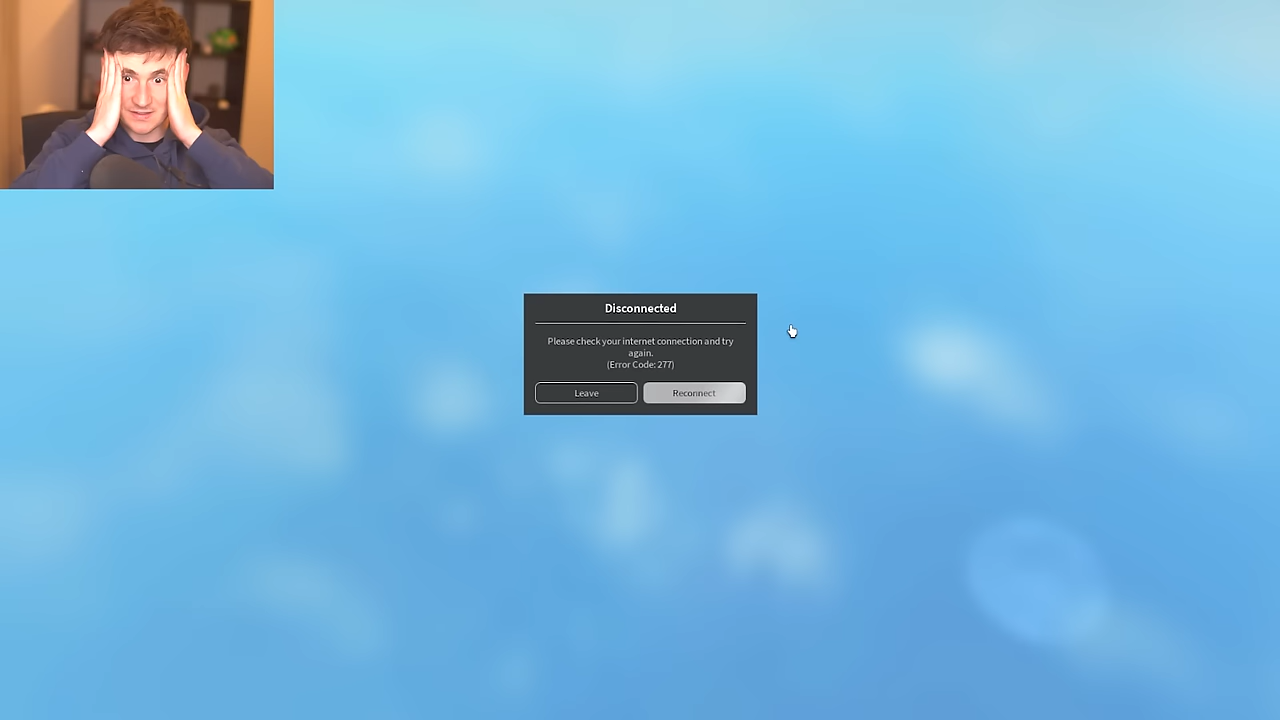 Disconnected
Please check your internet connection and try
again.
(Error Code: 277)
Leave
Reconnect